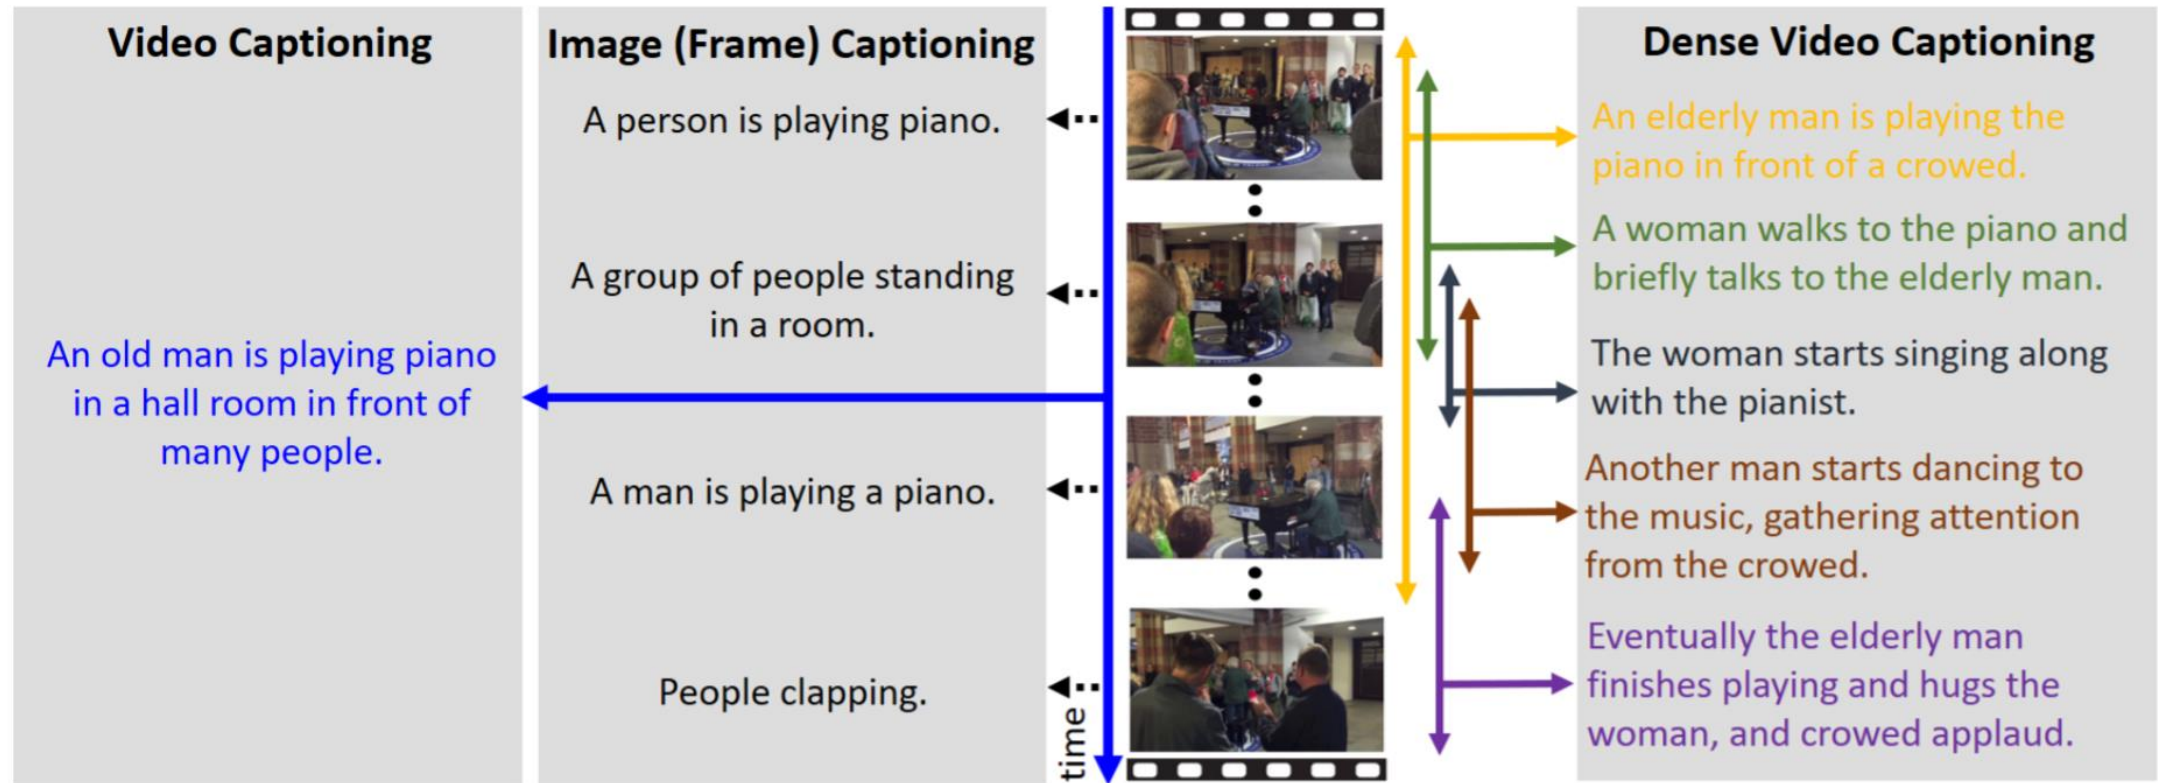 Video Captioning
An old man is playing piano
in a hall room in front of
many people.
Image (Frame) Captioning
A person is playing piano.
A group of people standing
in a room.
A man is playing a piano.
People clapping.
time
Dense Video Captioning
An elderly man is playing the
piano in front of a crowed.
A woman walks to the piano and
briefly talks to the elderly man.
The woman starts singing along
with the pianist.
Another man starts dancing to
the music, gathering attention
from the crowed.
Eventually the elderly man
finishes playing and hugs the
woman, and crowed applaud.